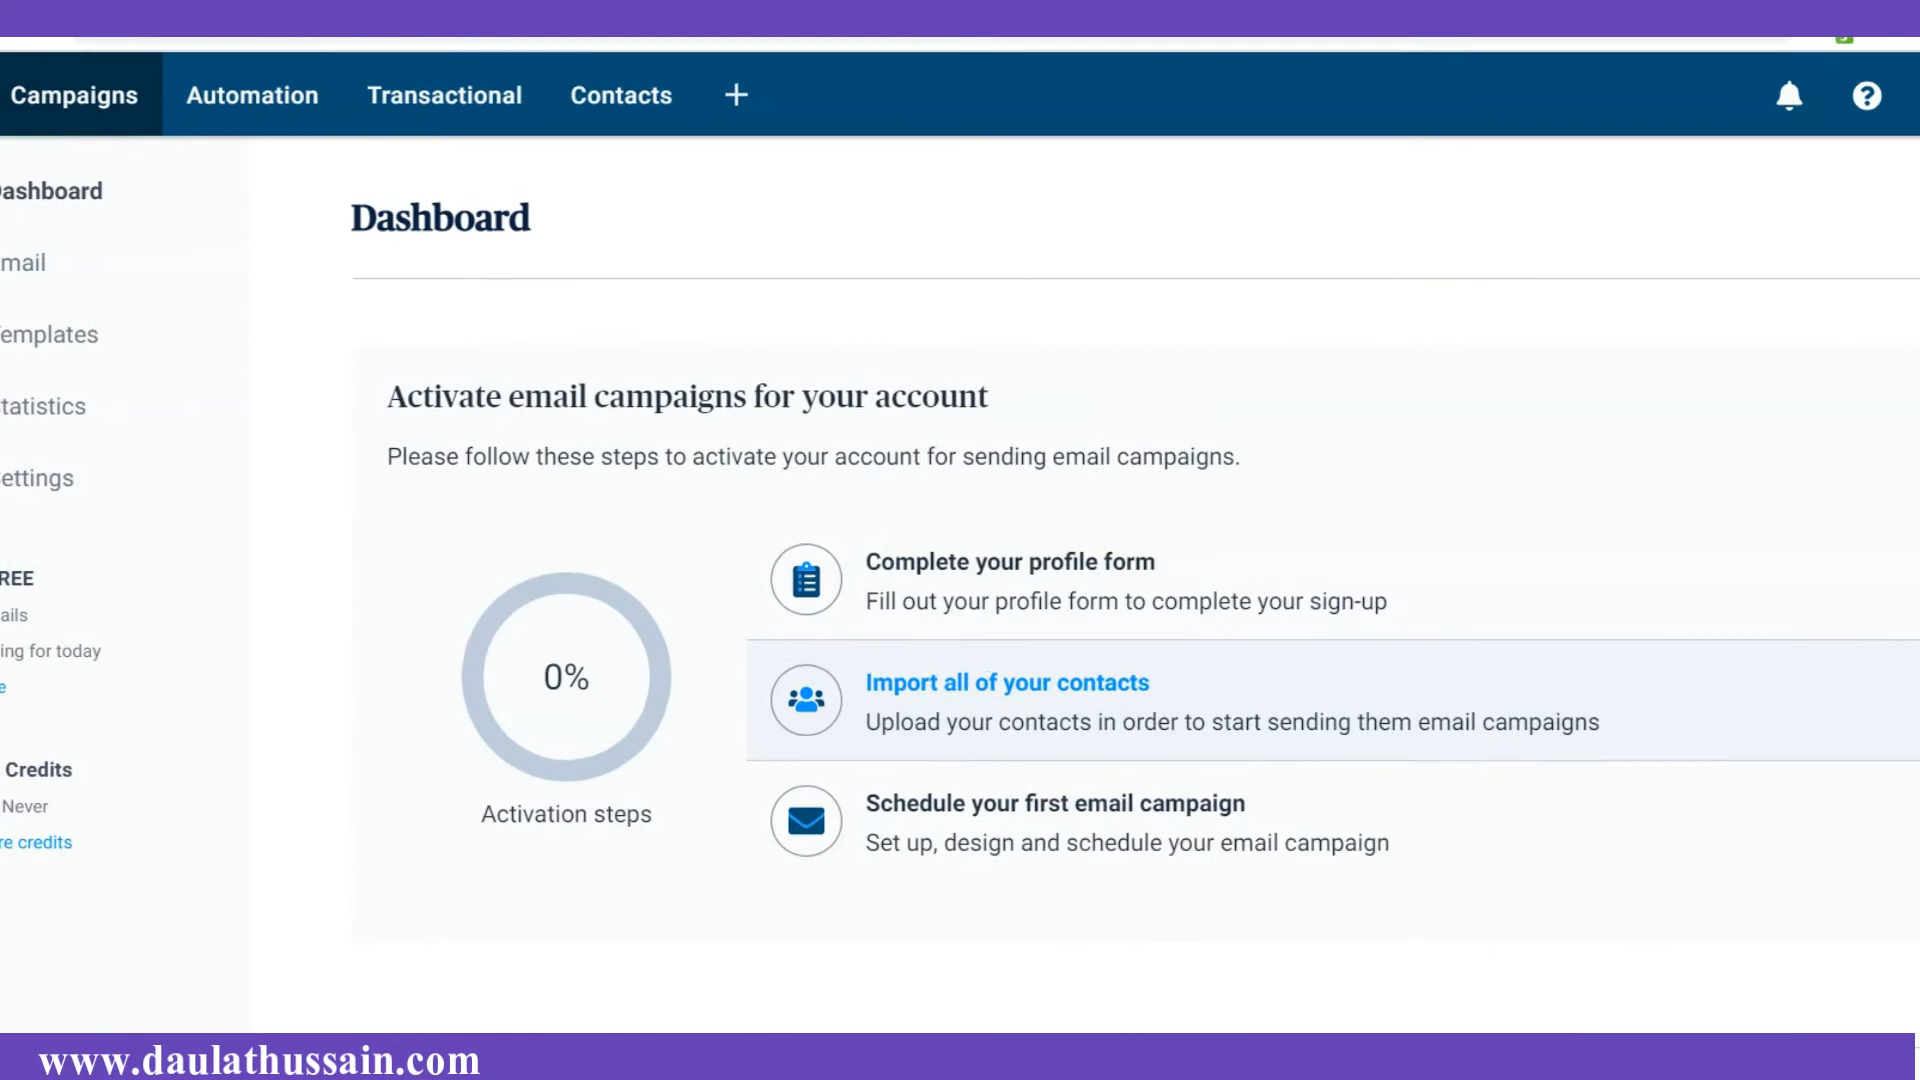 Campaigns Automation Transactional Contacts +
ashboard
mail
emplates
tatistics
ettings
REE
ails
ing for today
e
Credits
Never
re credits
Dashboard
Activate email campaigns for your account
Please follow these steps to activate your account for sending email campaigns.
0%
Activation steps
Complete your profile form
Fill out your profile form to complete your sign-up
Import all of your contacts
Upload your contacts in order to start sending them email campaigns
Schedule your first email campaign
Set up, design and schedule your email campaign
www.daulathussain.com